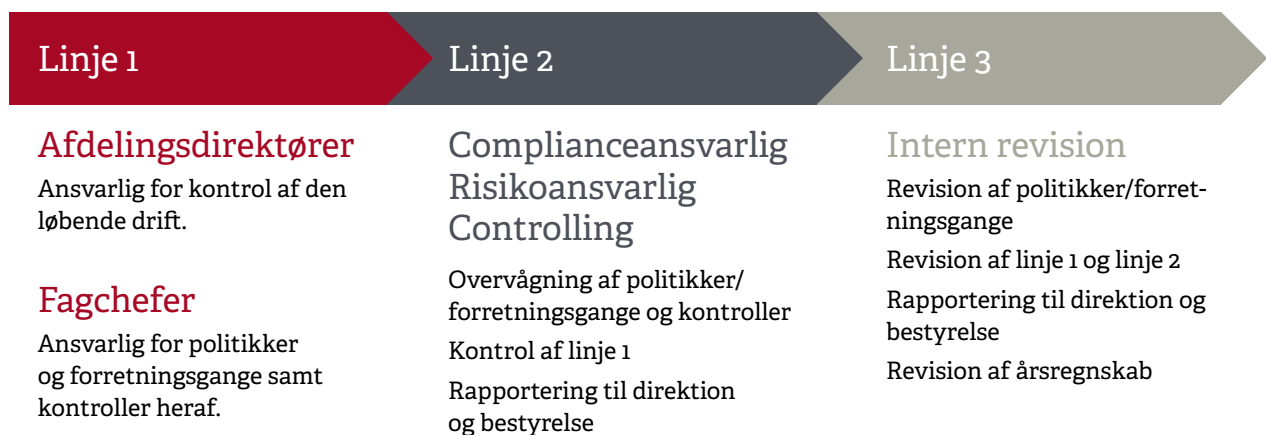 Linje 1
Linje 2
Linje 3
Afdelingsdirektører
Ansvarlig for kontrol af den
løbende drift.
Fagchefer
Ansvarlig for politikker
og forretningsgange samt
kontroller heraf.
Complianceansvarlig
Risikoansvarlig
Controlling
Overvågning af politikker/
forretningsgange og kontroller
Kontrol af linje 1
Rapportering til direktion
og bestyrelse
Intern revision
Revision af politikker/forret-
ningsgange
Revision af linje 1 og linje 2
Rapportering til direktion og
bestyrelse
Revision af årsregnskab